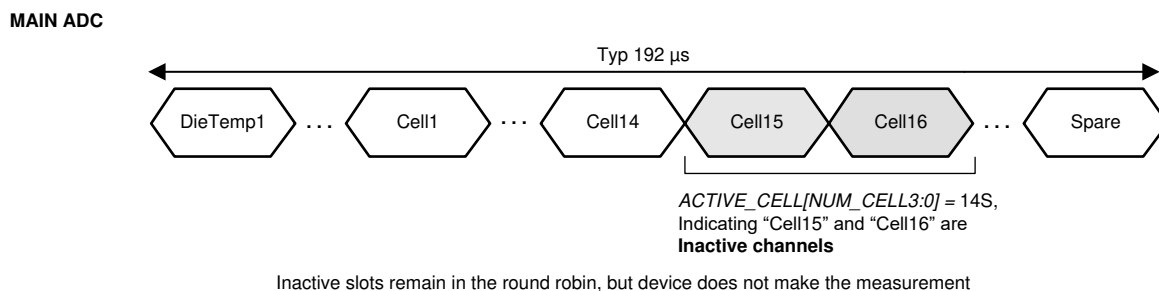 MAIN ADC
Typ 192 µs
DieTemp1 ... Cell1 ... Cell14 Cell15 Cell16 ... Spare
ACTIVE_CELL[NUM_CELL3:0] = 14S,
Indicating “Cell15” and “Cell16” are
Inactive channels
Inactive slots remain in the round robin, but device does not make the measurement